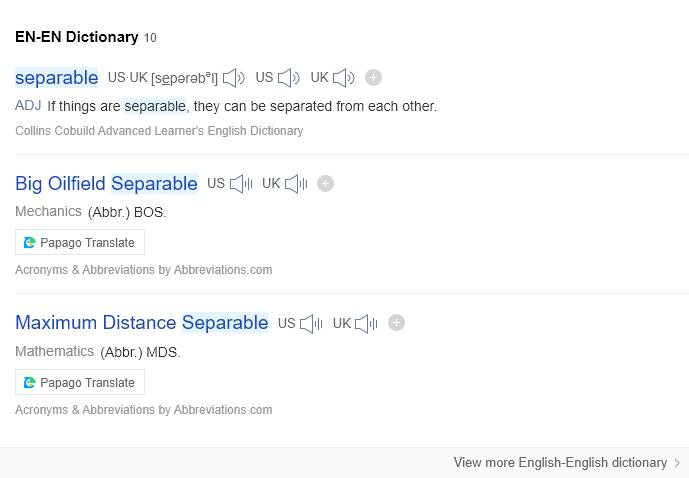 EN-EN Dictionary 10
separable US·UK [sepərəbᵊl] US UK
ADJ If things are separable, they can be separated from each other.
Collins Cobuild Advanced Learner's English Dictionary
Big Oilfield Separable US UK
Mechanics (Abbr.) BOS.
Papago Translate
Acronyms & Abbreviations by Abbreviations.com
Maximum Distance Separable US UK
Mathematics (Abbr.) MDS.
Papago Translate
Acronyms & Abbreviations by Abbreviations.com
View more English-English dictionary